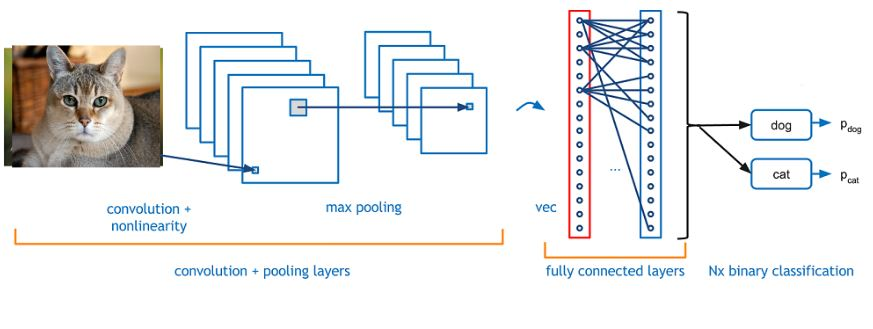 dog
p_dog
cat
p_cat
convolution +
nonlinearity
max pooling
vec
...
convolution + pooling layers
fully connected layers
Nx binary classification